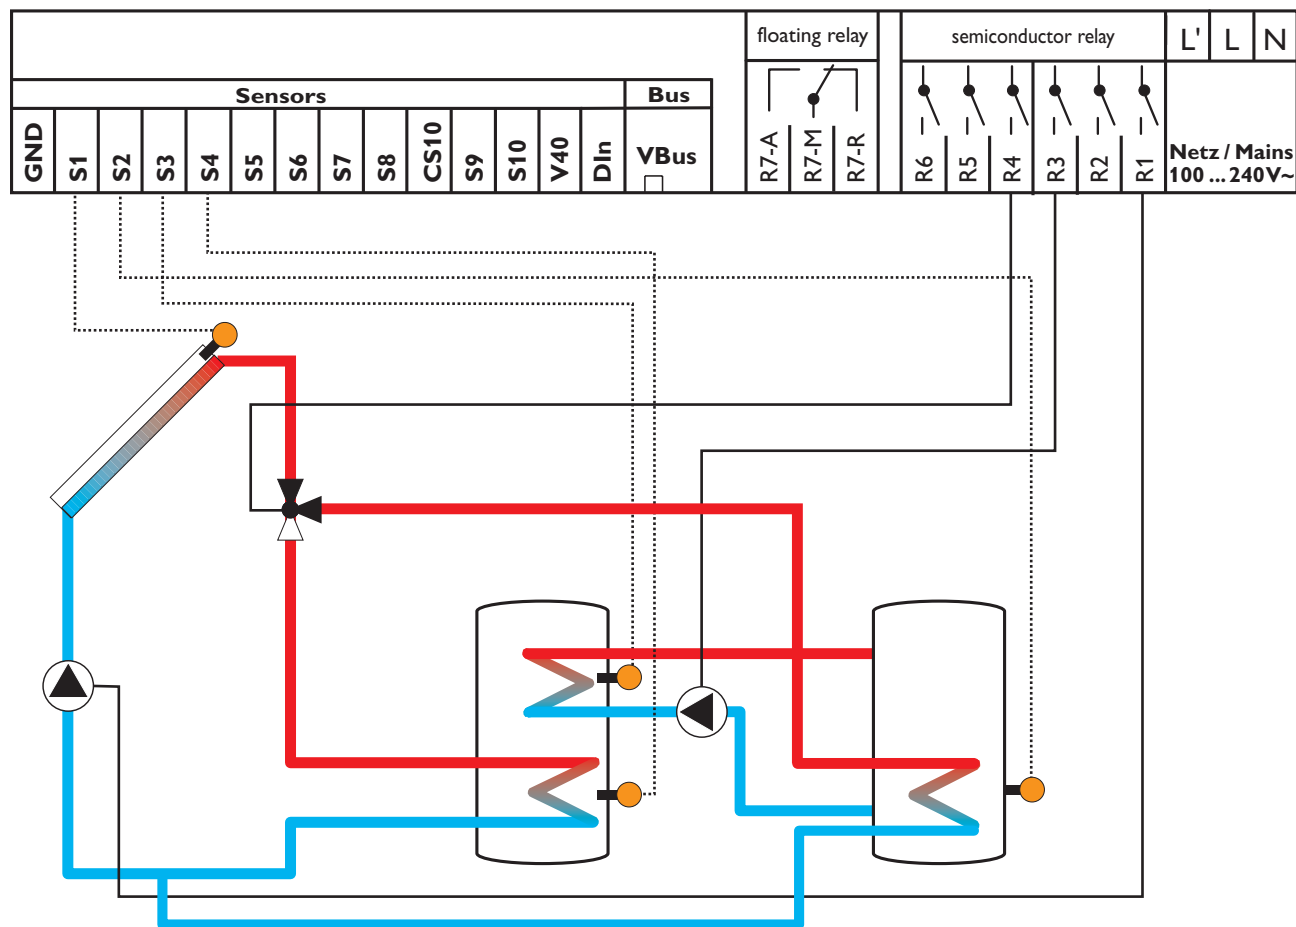 floating relay
semiconductor relay
L'
L
N
Sensors
Bus
GND
S1
S2
S3
S4
S5
S6
S7
S8
CS10
S9
S10
V40
DIn
VBus
R7-A
R7-M
R7-R
R6
R5
R4
R3
R2
R1
Netz / Mains
100 ... 240V~